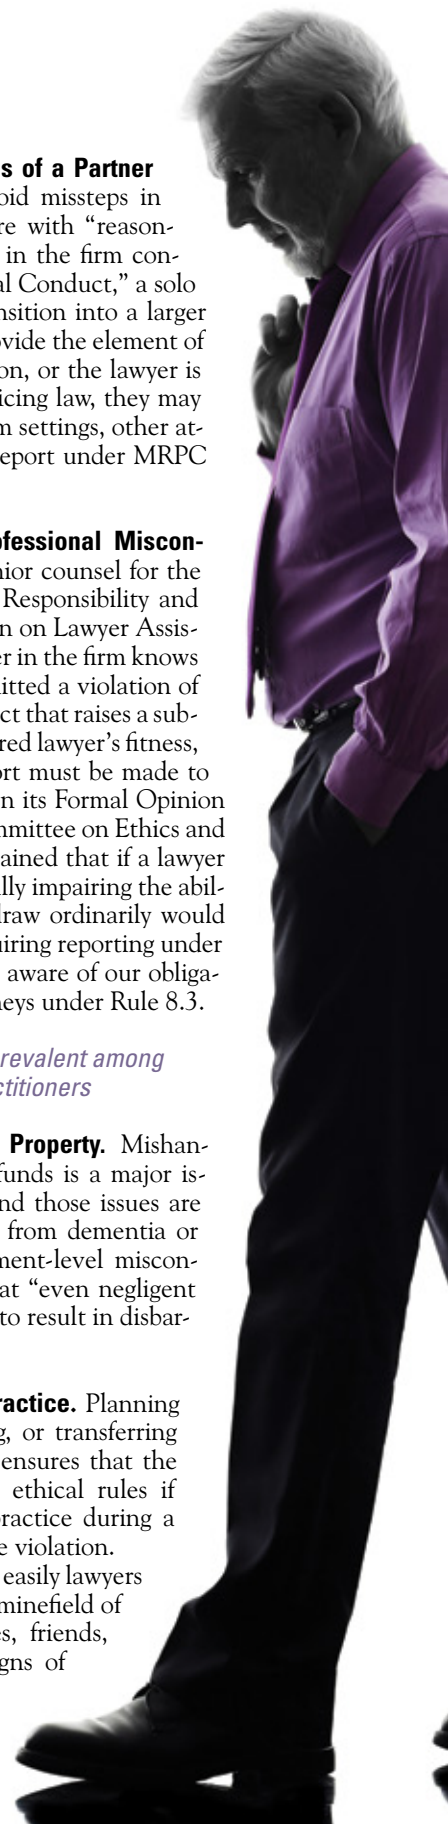 s of a Partner
oid missteps in
re with “reason-
in the firm con-
al Conduct,” a solo
nsition into a larger
ovide the element of
on, or the lawyer is
icing law, they may
m settings, other at-
eport under MRPC
ofessional Miscon-
nior counsel for the
Responsibility and
n on Lawyer Assis-
er in the firm knows
itted a violation of
ct that raises a sub-
red lawyer’s fitness,
ort must be made to
n its Formal Opinion
mmittee on Ethics and
ained that if a lawyer
lly impairing the abil-
draw ordinarily would
uiring reporting under
aware of our obliga-
neys under Rule 8.3.
revalent among
ctitioners
Property. Mishan-
funds is a major is-
nd those issues are
from dementia or
ment-level miscon-
at “even negligent
to result in disbar-
ractice. Planning
g, or transferring
ensures that the
ethical rules if
practice during a
e violation.
easily lawyers
minefield of
es, friends,
gns of